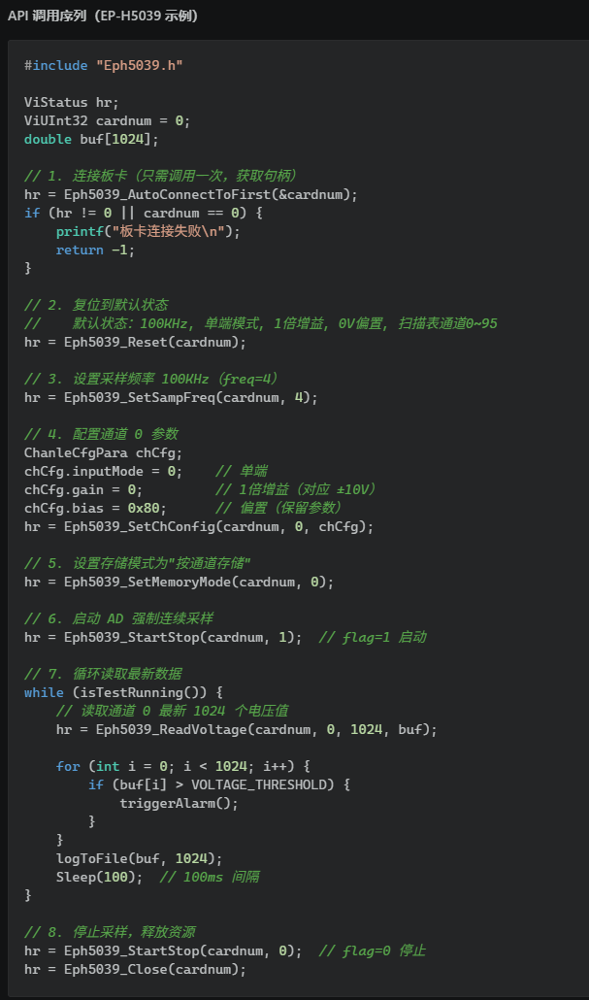 API 调用序列（EP-H5039 示例）
#include "Eph5039.h"
ViStatus hr;
ViUInt32 cardnum = 0;
double buf[1024];
// 1. 连接板卡（只需调用一次，获取句柄）
hr = Eph5039_AutoConnectToFirst(&cardnum);
if (hr != 0 || cardnum == 0) {
    printf("板卡连接失败\n");
    return -1;
}
// 2. 复位到默认状态
//    默认状态：100KHz, 单端模式, 1倍增益, 0V偏置, 扫描表通道0~95
hr = Eph5039_Reset(cardnum);
// 3. 设置采样频率 100KHz（freq=4）
hr = Eph5039_SetSampFreq(cardnum, 4);
// 4. 配置通道 0 参数
ChanleCfgPara chCfg;
chCfg.inputMode = 0;    // 单端
chCfg.gain = 0;         // 1倍增益（对应 ±10V）
chCfg.bias = 0x80;      // 偏置（保留参数）
hr = Eph5039_SetChConfig(cardnum, 0, chCfg);
// 5. 设置存储模式为"按通道存储"
hr = Eph5039_SetMemoryMode(cardnum, 0);
// 6. 启动 AD 强制连续采样
hr = Eph5039_StartStop(cardnum, 1);  // flag=1 启动
// 7. 循环读取最新数据
while (isTestRunning()) {
    // 读取通道 0 最新 1024 个电压值
    hr = Eph5039_ReadVoltage(cardnum, 0, 1024, buf);
    for (int i = 0; i < 1024; i++) {
        if (buf[i] > VOLTAGE_THRESHOLD) {
            triggerAlarm();
        }
    }
    logToFile(buf, 1024);
    Sleep(100);  // 100ms 间隔
}
// 8. 停止采样，释放资源
hr = Eph5039_StartStop(cardnum, 0);  // flag=0 停止
hr = Eph5039_Close(cardnum);